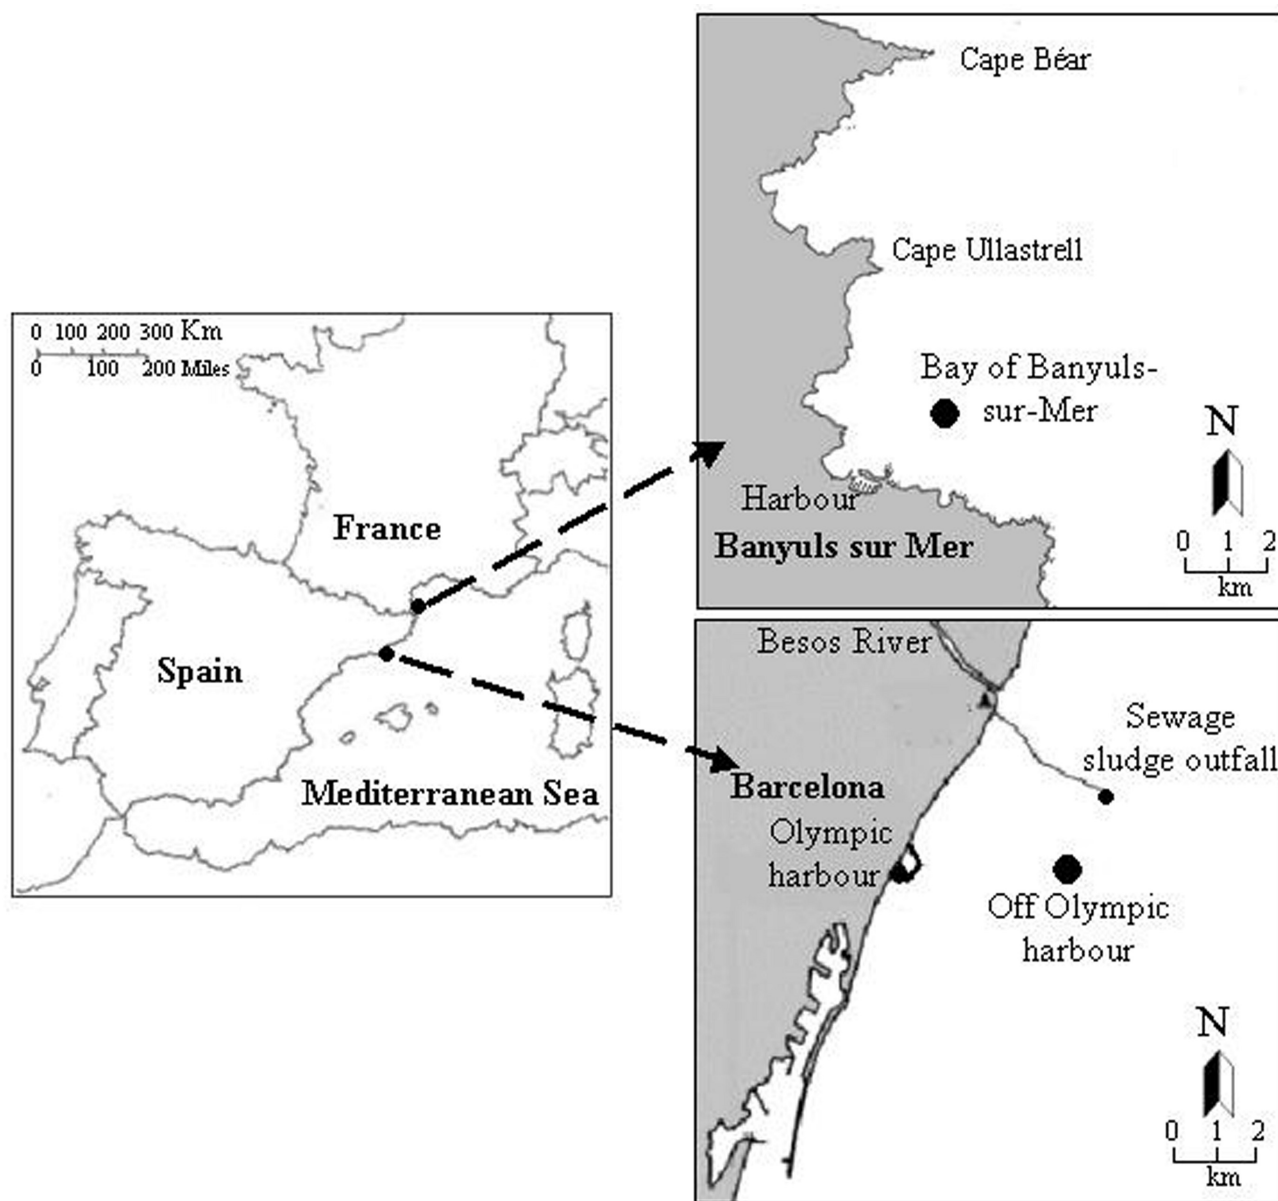 0 100 200 300 Km
0 100 200 Miles
France
Spain
Mediterranean Sea
Cape Béar
Cape Ullastrell
Bay of Banyuls-
sur-Mer
Harbour
Banyuls sur Mer
N
0 1 2
km
Besos River
Sewage
sludge outfall
Barcelona
Olympic
harbour
Off Olympic
harbour
N
0 1 2
km